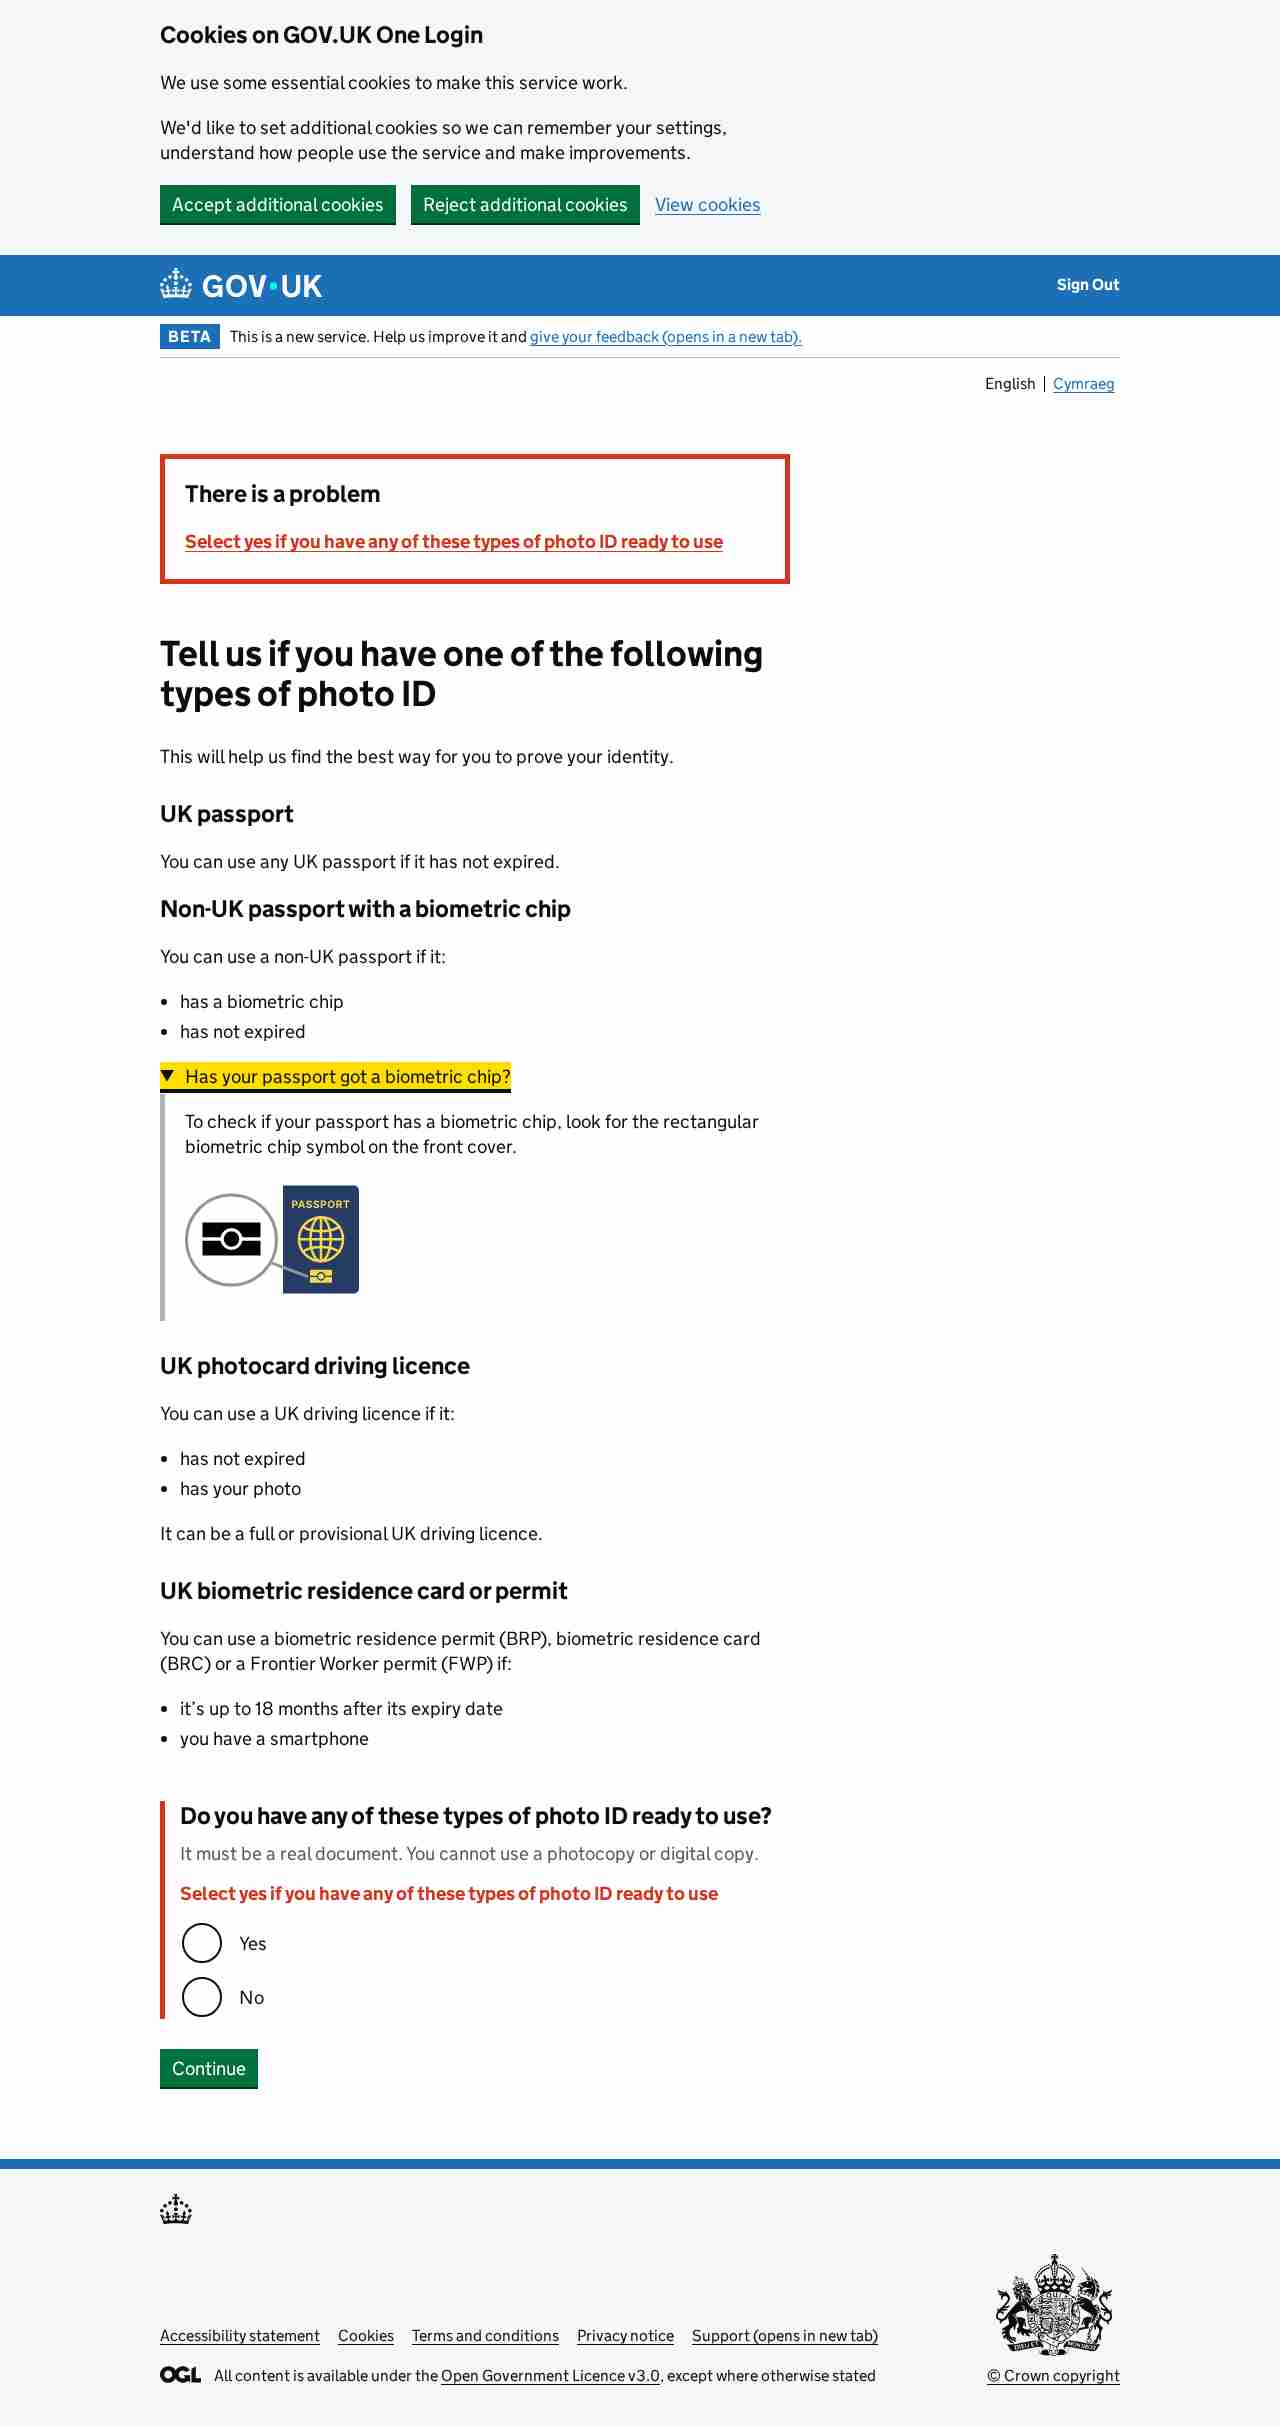 Cookies on GOV.UK One Login
We use some essential cookies to make this service work.
We'd like to set additional cookies so we can remember your settings,
understand how people use the service and make improvements.
Accept additional cookies Reject additional cookies View cookies
GOV·UK Sign Out
BETA This is a new service. Help us improve it and give your feedback (opens in a new tab).
English Cymraeg
There is a problem
Select yes if you have any of these types of photo ID ready to use
Tell us if you have one of the following
types of photo ID
This will help us find the best way for you to prove your identity.
UK passport
You can use any UK passport if it has not expired.
Non-UK passport with a biometric chip
You can use a non-UK passport if it:
• has a biometric chip
• has not expired
Has your passport got a biometric chip?
To check if your passport has a biometric chip, look for the rectangular
biometric chip symbol on the front cover.
PASSPORT
UK photocard driving licence
You can use a UK driving licence if it:
• has not expired
• has your photo
It can be a full or provisional UK driving licence.
UK biometric residence card or permit
You can use a biometric residence permit (BRP), biometric residence card
(BRC) or a Frontier Worker permit (FWP) if:
• it’s up to 18 months after its expiry date
• you have a smartphone
Do you have any of these types of photo ID ready to use?
It must be a real document. You cannot use a photocopy or digital copy.
Select yes if you have any of these types of photo ID ready to use
Yes
No
Continue
Accessibility statement Cookies Terms and conditions Privacy notice Support (opens in new tab)
OGL All content is available under the Open Government Licence v3.0, except where otherwise stated
© Crown copyright